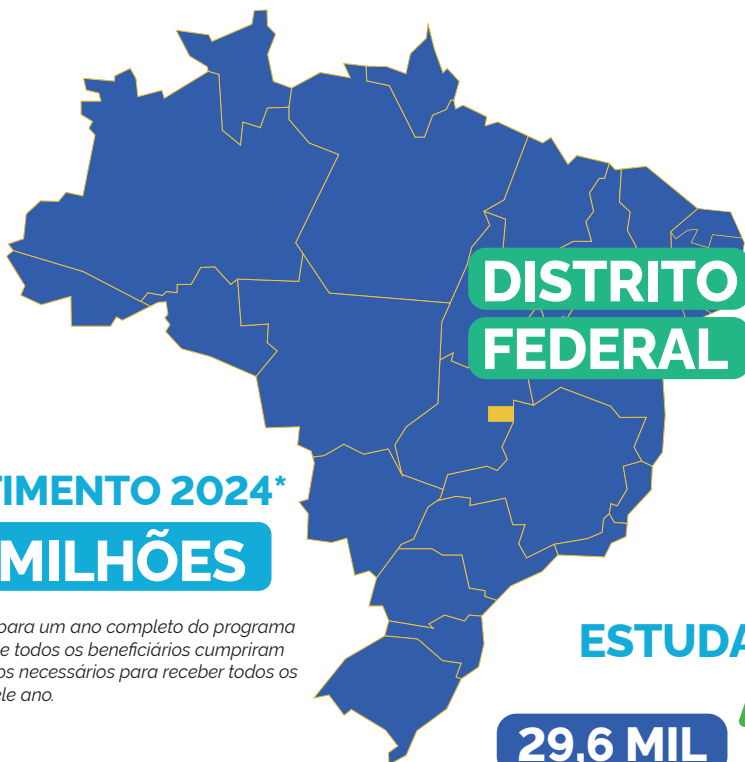 DISTRITO
FEDERAL
TIMENTO 2024*
MILHÕES
para um ano completo do programa
e todos os beneficiários cumpriram
os necessários para receber todos os
ele ano.
ESTUDA
29,6 MIL